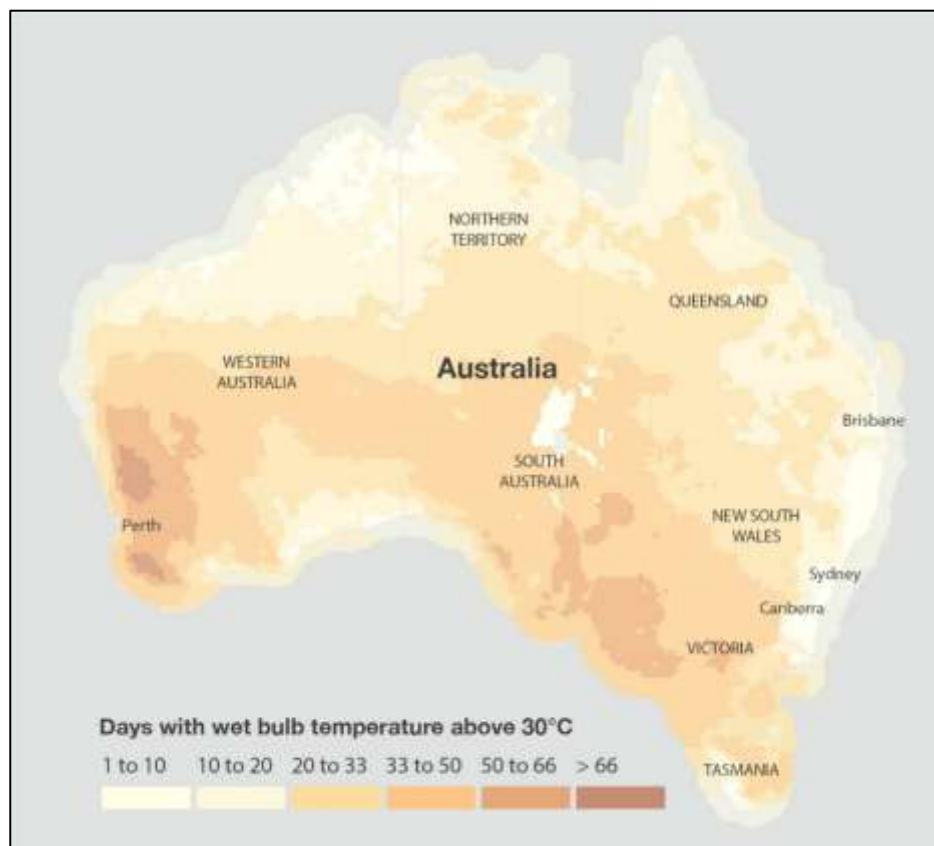 NORTHERN
TERRITORY
QUEENSLAND
WESTERN
AUSTRALIA
Australia
Brisbane
SOUTH
AUSTRALIA
Perth
NEW SOUTH
WALES
Sydney
Canberra
VICTORIA
TASMANIA
Days with wet bulb temperature above 30°C
1 to 10 10 to 20 20 to 33 33 to 50 50 to 66 > 66